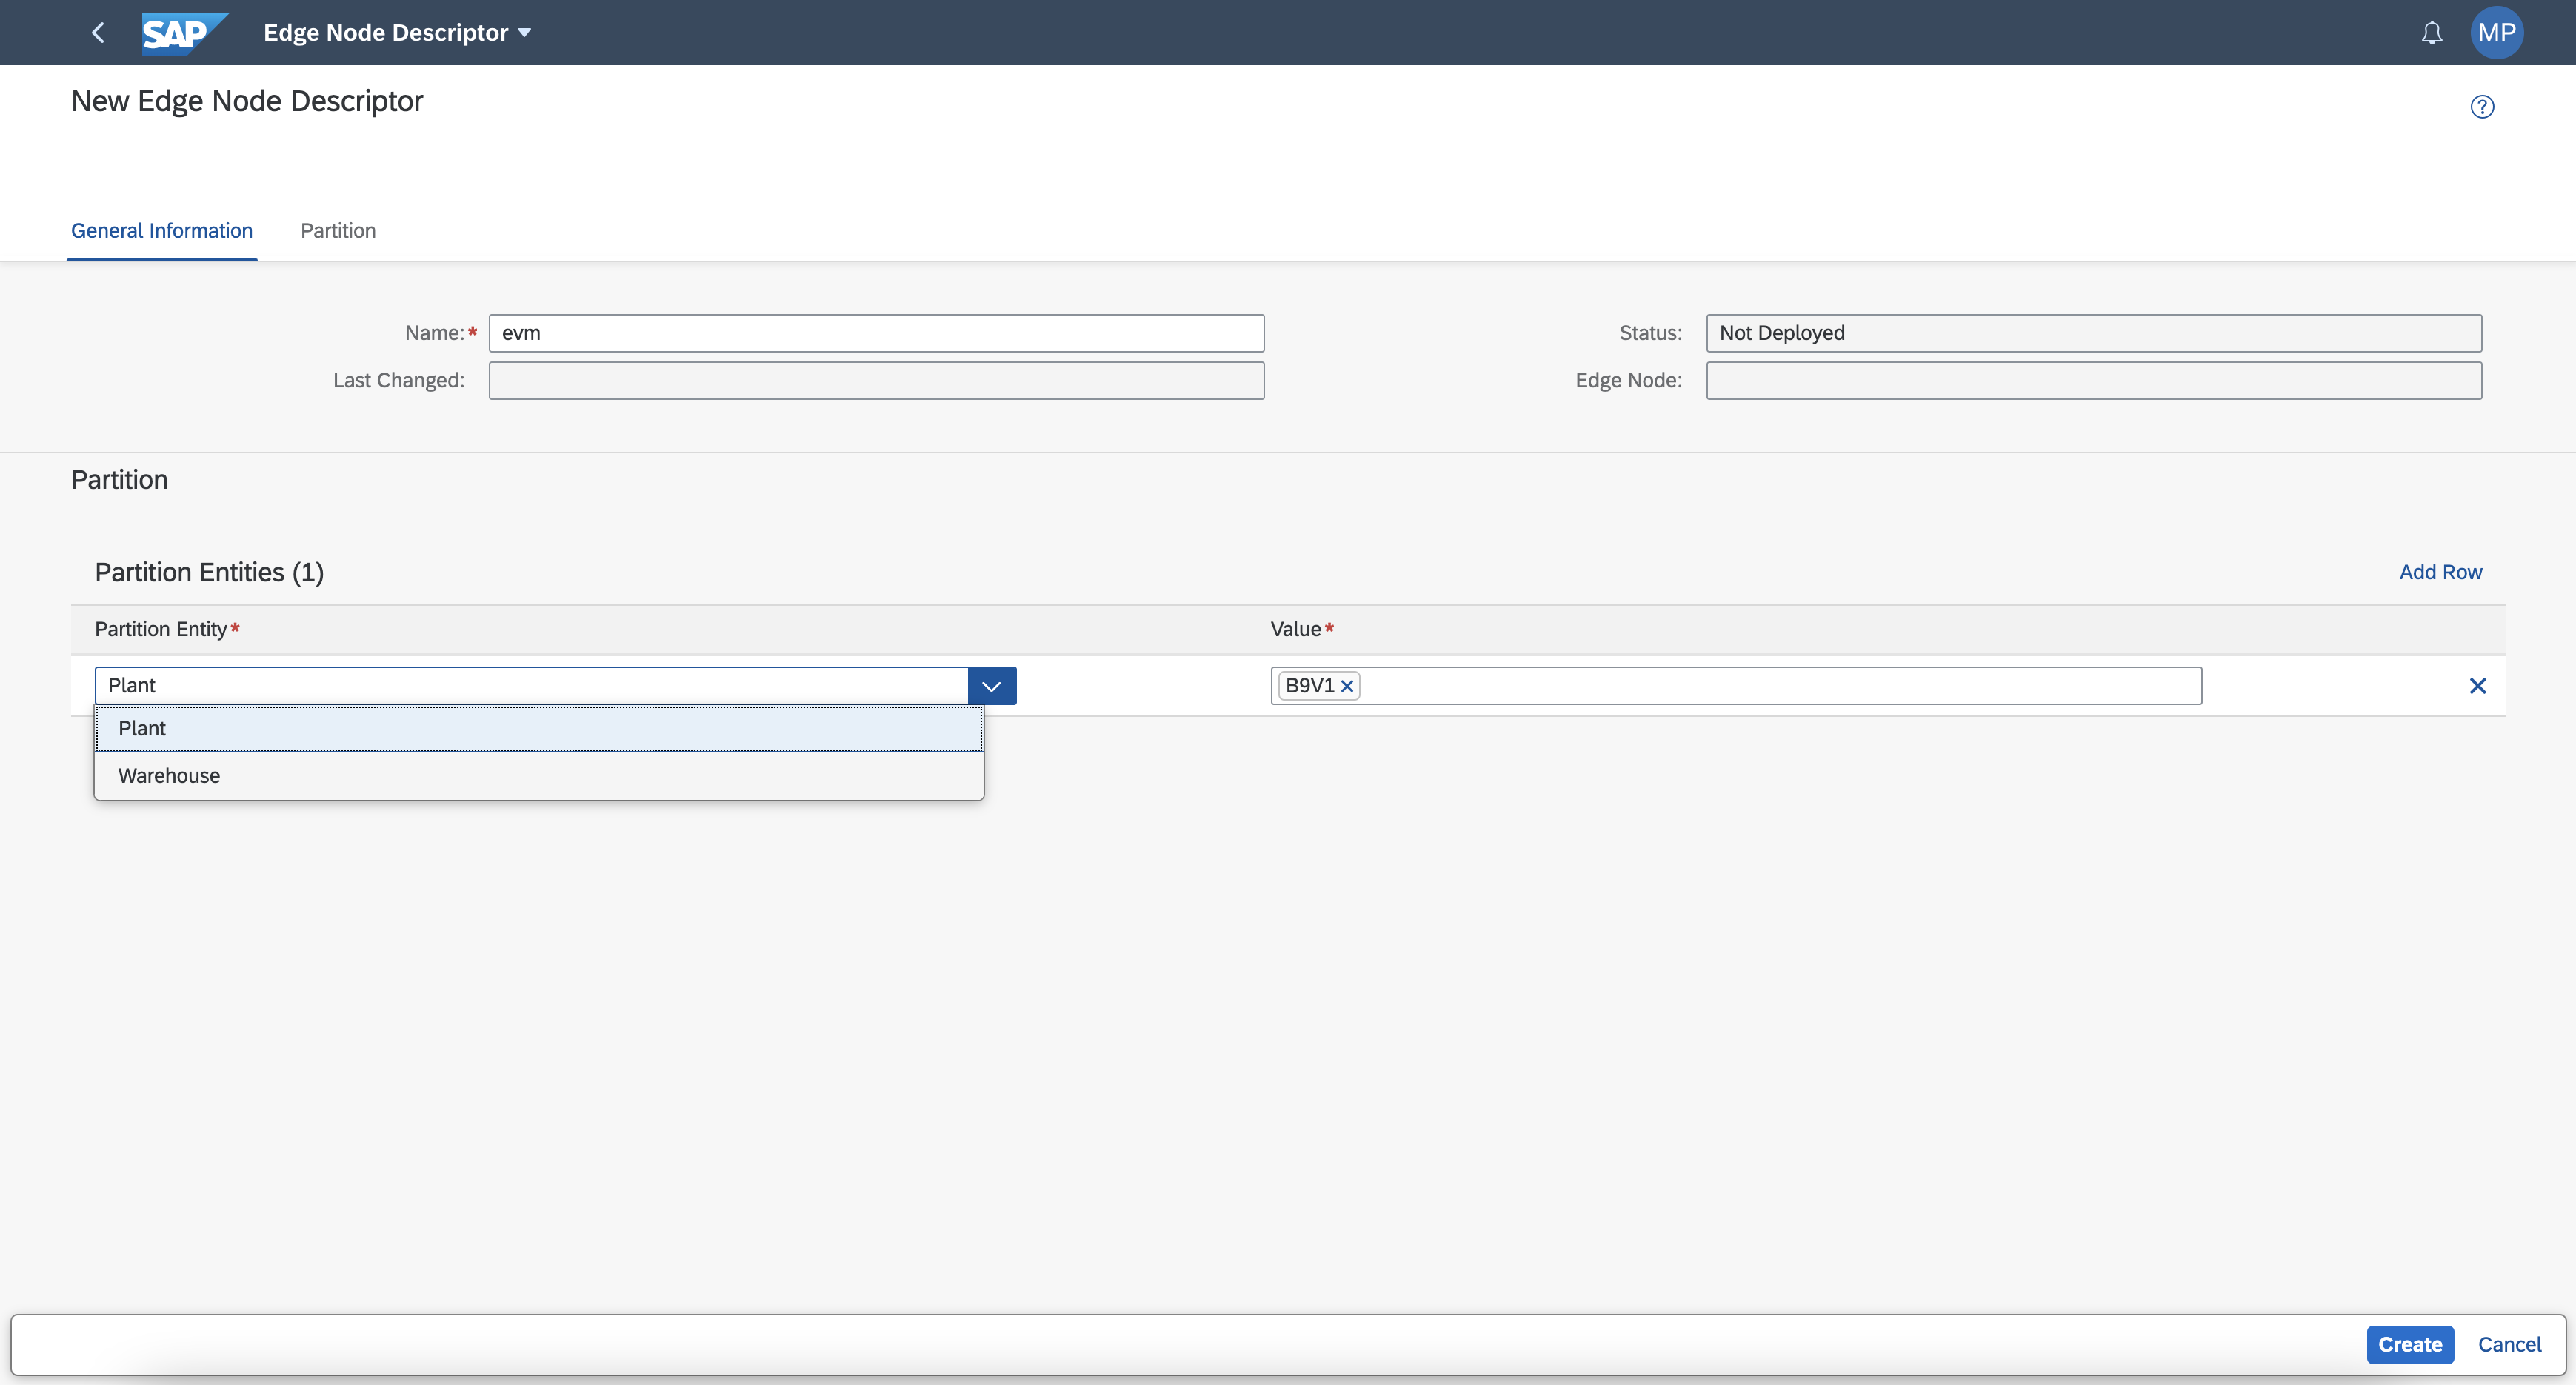 SAP Edge Node Descriptor MP
New Edge Node Descriptor
General Information Partition
Name:* evm Status: Not Deployed
Last Changed: Edge Node:
Partition
Partition Entities (1) Add Row
Partition Entity* Value*
Plant B9V1
Plant
Warehouse
Create Cancel